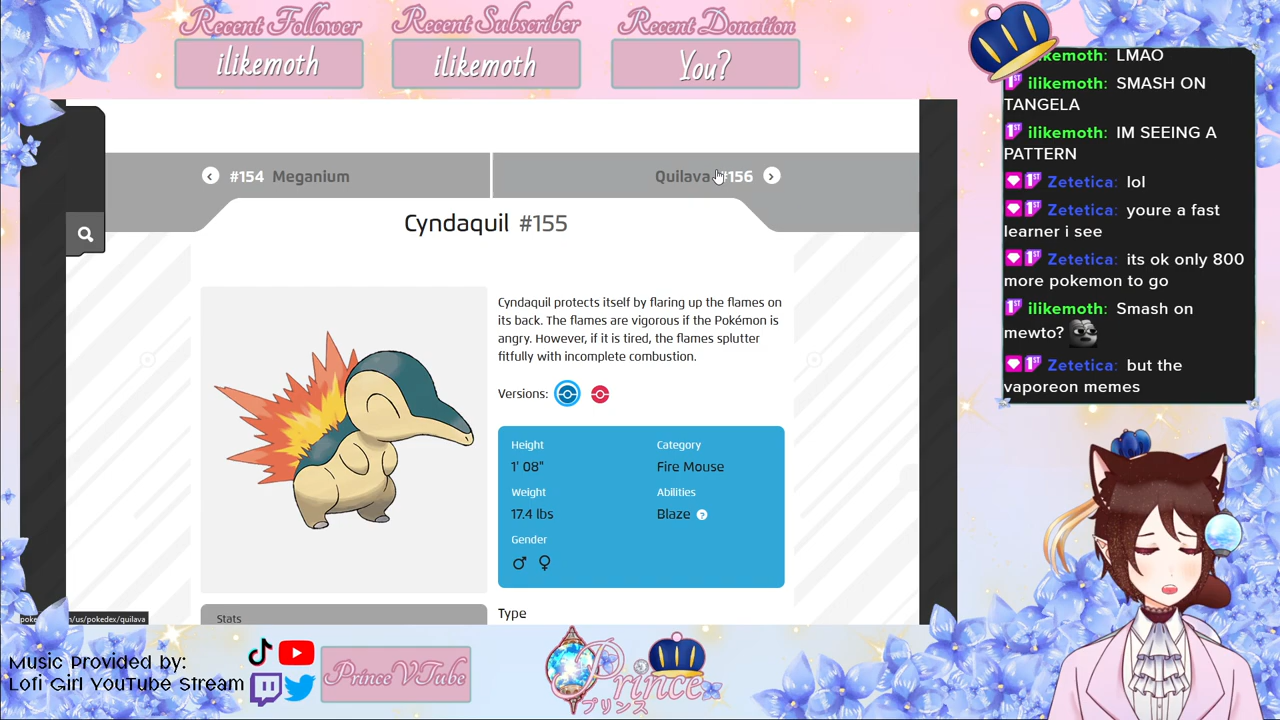 Recent Follower
ilikemoth
Recent Subscriber
ilikemoth
Recent Donation
You?
#154 Meganium
Quilava #156
Cyndaquil #155
Cyndaquil protects itself by flaring up the flames on
its back. The flames are vigorous if the Pokémon is
angry. However, if it is tired, the flames splutter
fitfully with incomplete combustion.
Versions:
Height
1' 08"
Weight
17.4 lbs
Gender
Category
Fire Mouse
Abilities
Blaze ?
Stats
Type
/us/pokedex/quilava
LMAO
ilikemoth: SMASH ON
TANGELA
ilikemoth: IM SEEING A
PATTERN
Zetetica: lol
Zetetica: youre a fast
learner i see
Zetetica: its ok only 800
more pokemon to go
ilikemoth: Smash on
mewto?
Zetetica: but the
vaporeon memes
Music Provided by:
Lofi Girl YouTube Stream
Prince VTube
Prince
プリンス